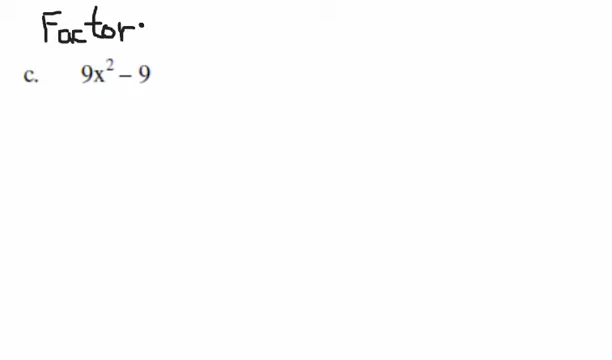 Factor.
c. 9x² – 9